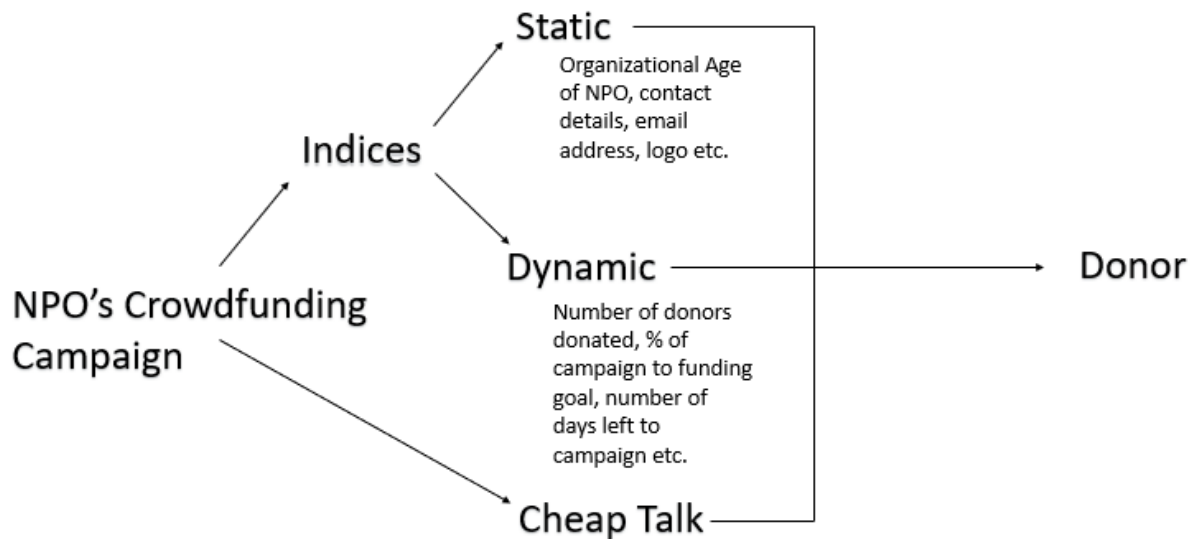 Static
Organizational Age
of NPO, contact
details, email
address, logo etc.
Indices
Dynamic
Donor
NPO's Crowdfunding
Campaign
Number of donors
donated, % of
campaign to funding
goal, number of
days left to
campaign etc.
Cheap Talk